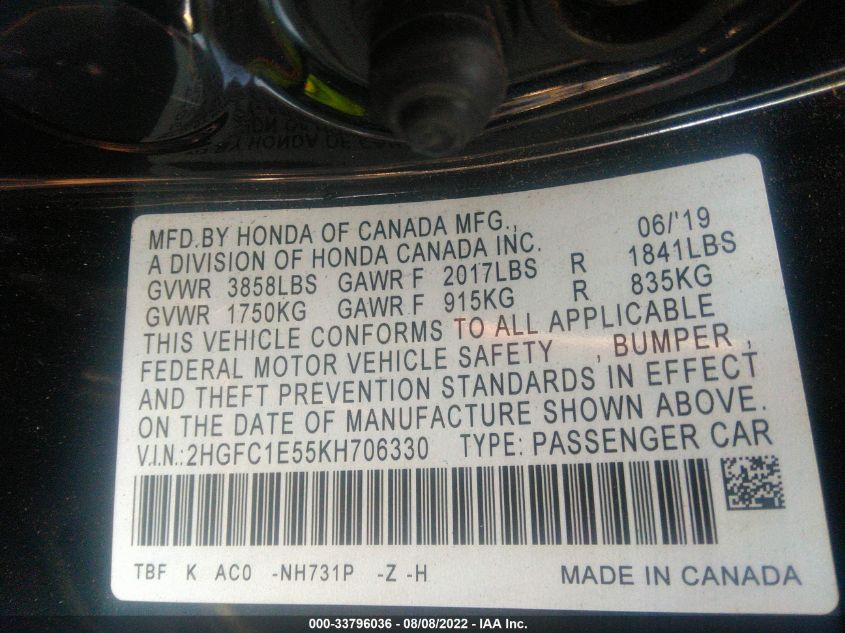 MFD.BY HONDA OF CANADA MFG., 06/'19
A DIVISION OF HONDA CANADA INC.
GVWR 3858LBS GAWR F 2017LBS R 1841LBS
GVWR 1750KG GAWR F 915KG R 835KG
THIS VEHICLE CONFORMS TO ALL APPLICABLE
FEDERAL MOTOR VEHICLE SAFETY , BUMPER ,
AND THEFT PREVENTION STANDARDS IN EFFECT
ON THE DATE OF MANUFACTURE SHOWN ABOVE.
V.I.N.:2HGFC1E55KH706330 TYPE: PASSENGER CAR
TBF K AC0 -NH731P -Z -H MADE IN CANADA
000-33796036 - 08/08/2022 - IAA Inc.